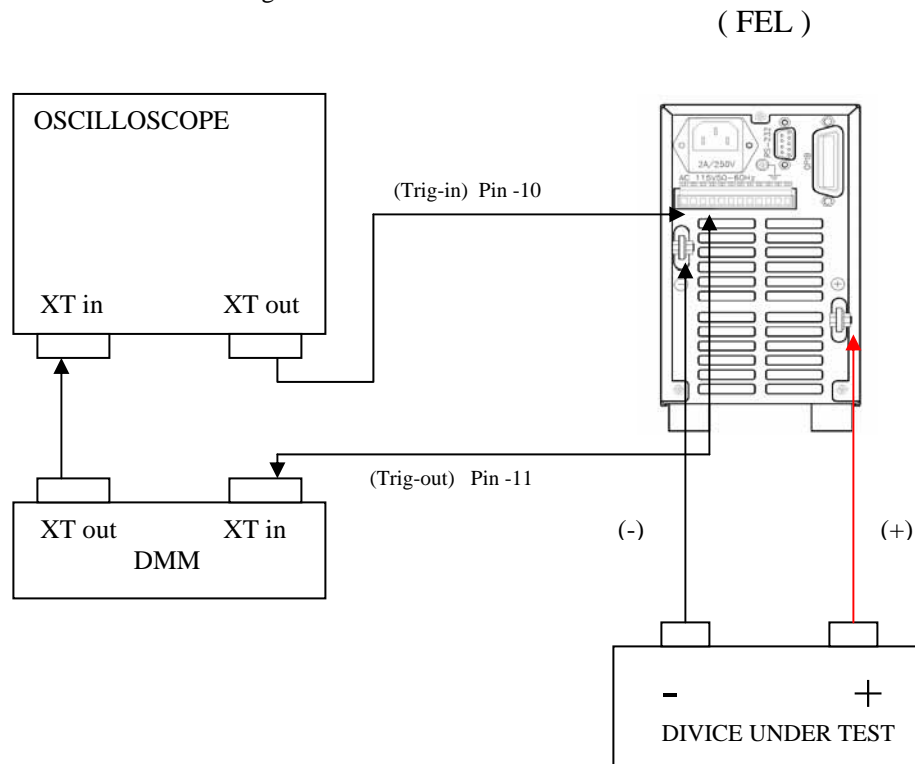 ( FEL )
OSCILLOSCOPE
XT in
XT out
(Trig-in) Pin -10
RS-232
GPIB
2A/250V
AC 115V50~60Hz
(Trig-out) Pin -11
XT out
XT in
DMM
(-)
(+)
-
+
DIVICE UNDER TEST